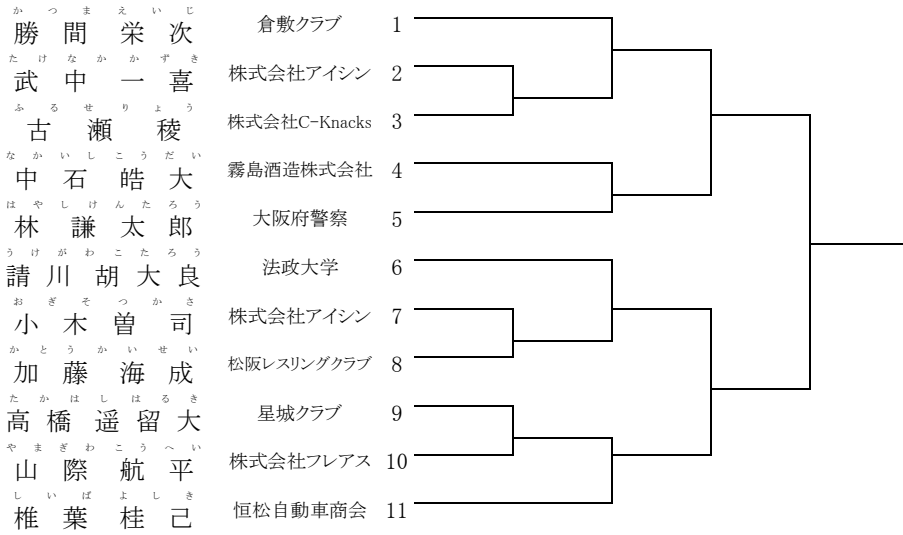 かつまえいじ
勝間栄次 倉敷クラブ 1
たけなかかずき
武中一喜 株式会社アイシン 2
ふるせりょう
古瀬稜 株式会社C-Knacks 3
なかいしこうだい
中石皓大 霧島酒造株式会社 4
はやしけんたろう
林謙太郎 大阪府警察 5
うけがわこたろう
請川胡大良 法政大学 6
おぎそつかさ
小木曽司 株式会社アイシン 7
かとうかいせい
加藤海成 松阪レスリングクラブ 8
たかはしはるき
高橋遥留大 星城クラブ 9
やまぎわこうへい
山際航平 株式会社フレアス 10
しいばよしき
椎葉桂己 恒松自動車商会 11